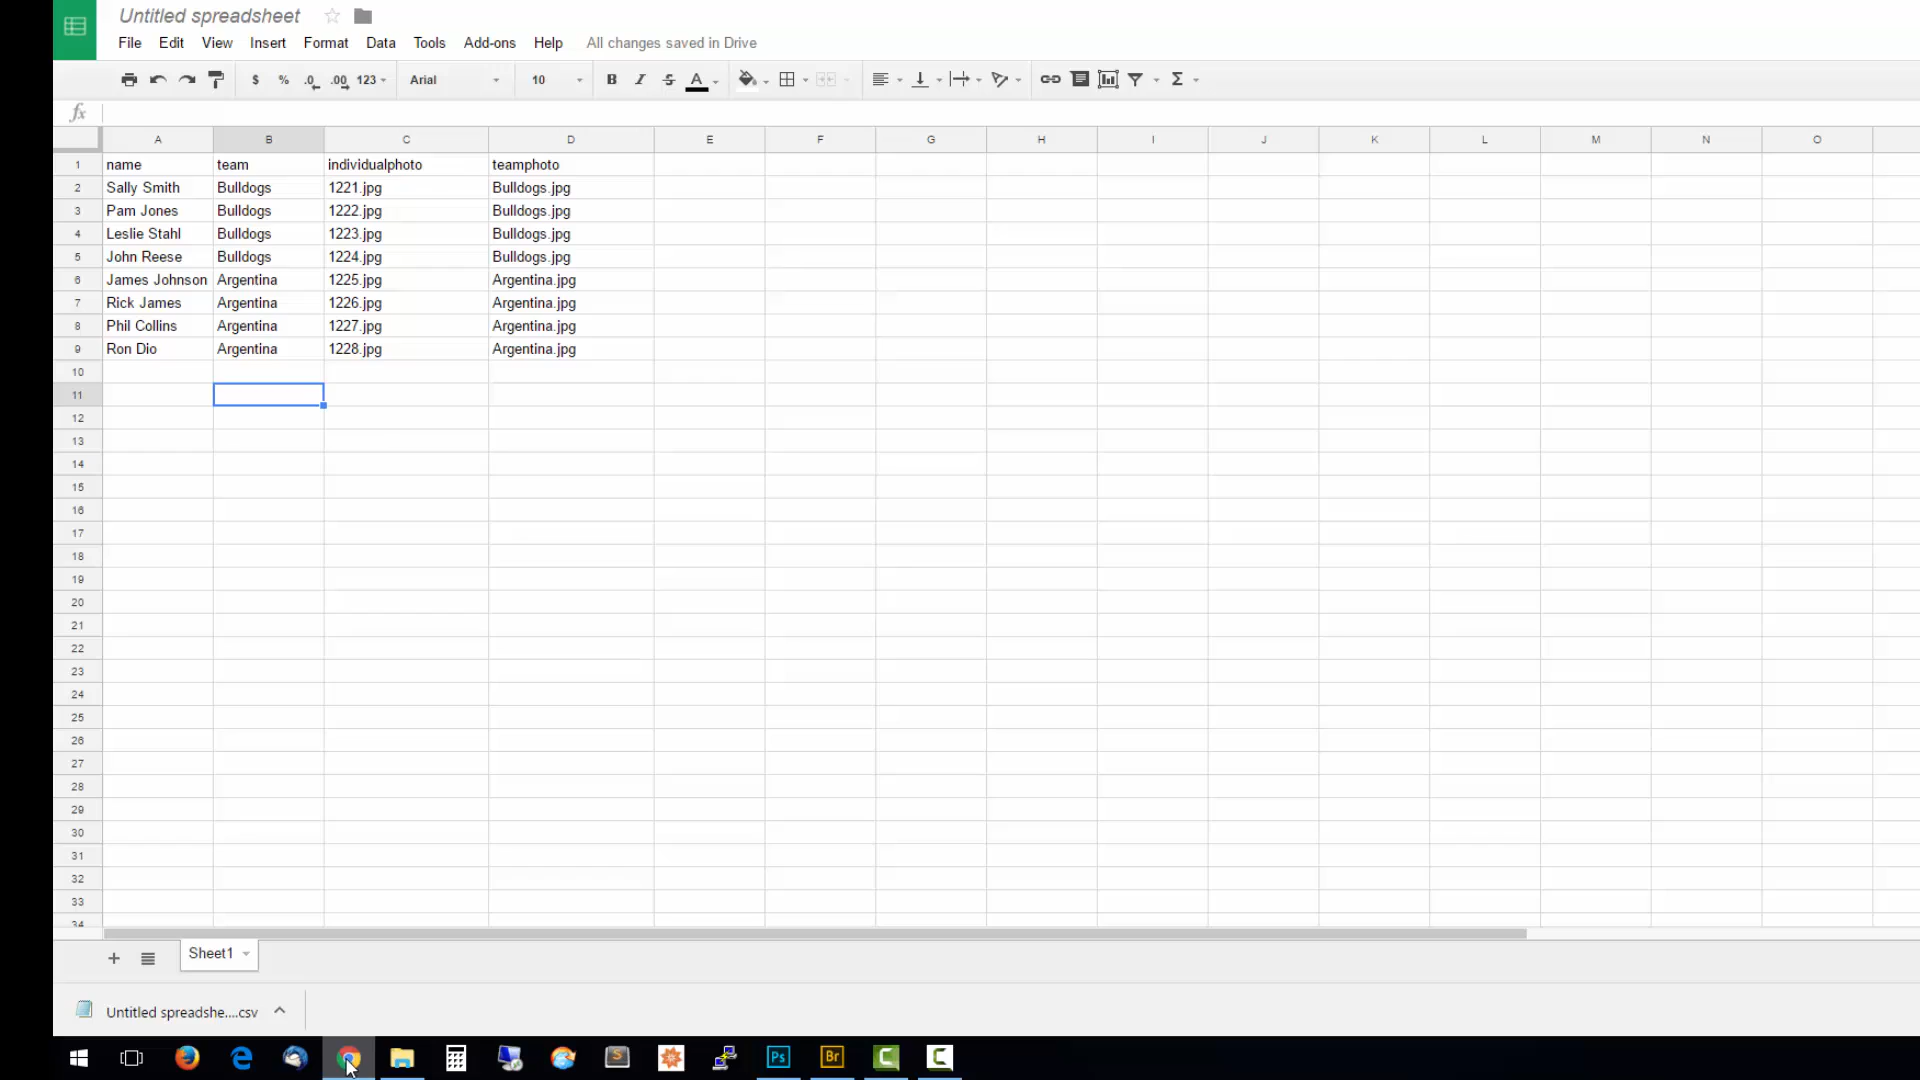 Untitled spreadsheet
File Edit View Insert Format Data Tools Add-ons Help All changes saved in Drive
$ % .0 .00 123 Arial 10 B I S A Σ
fx
A B C D E F G H I J K L M N O
1 name team individualphoto teamphoto
2 Sally Smith Bulldogs 1221.jpg Bulldogs.jpg
3 Pam Jones Bulldogs 1222.jpg Bulldogs.jpg
4 Leslie Stahl Bulldogs 1223.jpg Bulldogs.jpg
5 John Reese Bulldogs 1224.jpg Bulldogs.jpg
6 James Johnson Argentina 1225.jpg Argentina.jpg
7 Rick James Argentina 1226.jpg Argentina.jpg
8 Phil Collins Argentina 1227.jpg Argentina.jpg
9 Ron Dio Argentina 1228.jpg Argentina.jpg
10
11
12
13
14
15
16
17
18
19
20
21
22
23
24
25
26
27
28
29
30
31
32
33
34
Sheet1
Untitled spreadshe....csv
S Ps Br C C